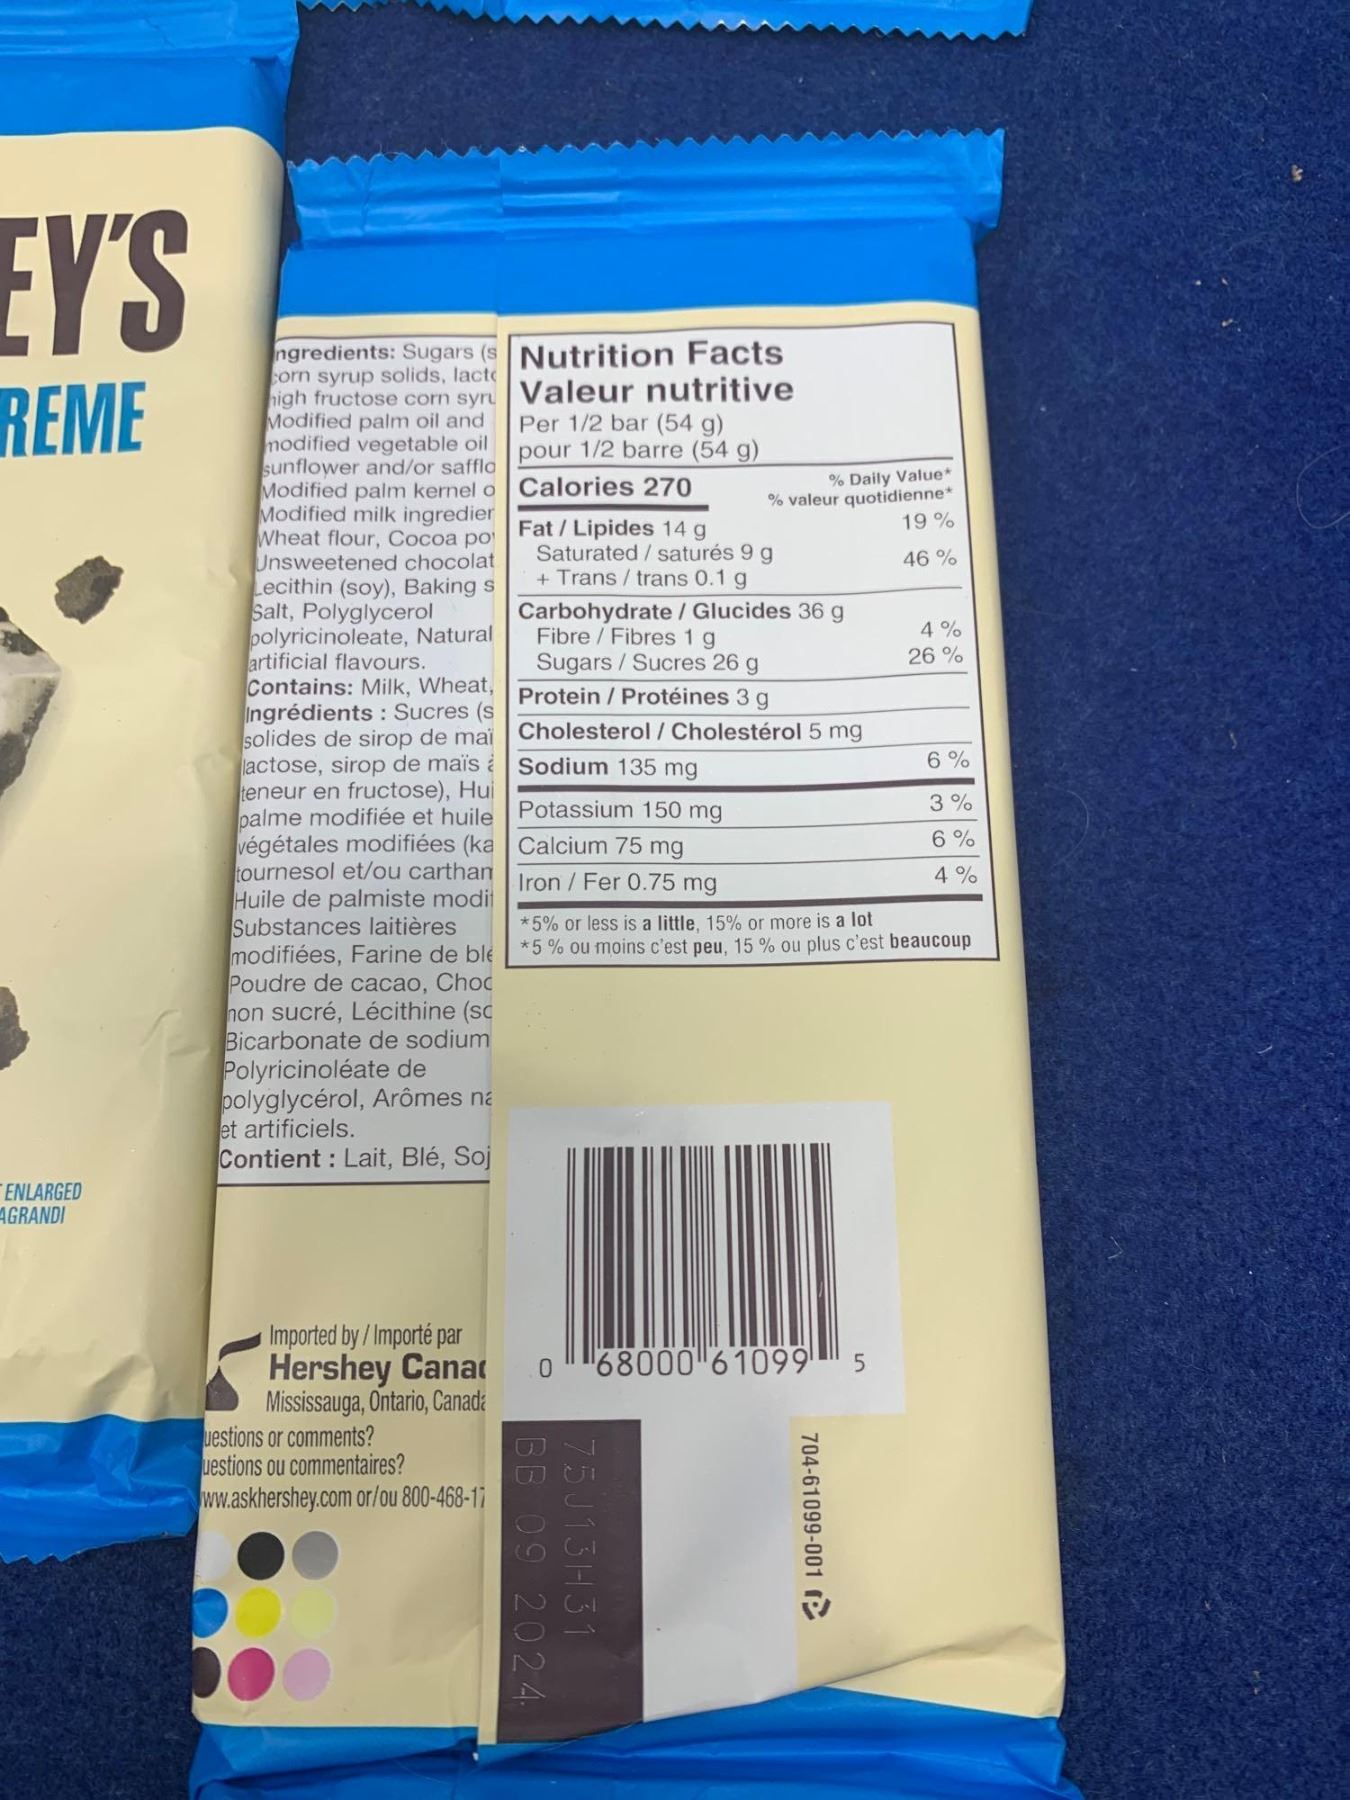 EY'S
REME
ENLARGED
AGRANDI
ngredients: Sugars (s
corn syrup solids, lacto
high fructose corn syru
Modified palm oil and
modified vegetable oil
sunflower and/or safflo
Modified palm kernel o
Modified milk ingredien
Wheat flour, Cocoa po
Unsweetened chocolat
Lecithin (soy), Baking s
Salt, Polyglycerol
polyricinoleate, Natural
artificial flavours.
Contains: Milk, Wheat,
Ingrédients : Sucres (s
solides de sirop de maï
lactose, sirop de maïs à
teneur en fructose), Hui
palme modifiée et huile
végétales modifiées (ka
tournesol et/ou cartham
Huile de palmiste modif
Substances laitières
modifiées, Farine de blé
Poudre de cacao, Choc
non sucré, Lécithine (so
Bicarbonate de sodium
Polyricinoléate de
polyglycérol, Arômes na
et artificiels.
Contient : Lait, Blé, Soj
Imported by / Importé par
Hershey Canad
Mississauga, Ontario, Canada
uestions or comments?
uestions ou commentaires?
www.askhershey.com or/ou 800-468-17
Nutrition Facts
Valeur nutritive
Per 1/2 bar (54 g)
pour 1/2 barre (54 g)
Calories 270
% Daily Value*
% valeur quotidienne*
Fat / Lipides 14 g 19 %
Saturated / saturés 9 g
+ Trans / trans 0.1 g 46 %
Carbohydrate / Glucides 36 g
Fibre / Fibres 1 g 4 %
Sugars / Sucres 26 g 26 %
Protein / Protéines 3 g
Cholesterol / Cholestérol 5 mg
Sodium 135 mg 6 %
Potassium 150 mg 3 %
Calcium 75 mg 6 %
Iron / Fer 0.75 mg 4 %
*5% or less is a little, 15% or more is a lot
*5 % ou moins c'est peu, 15 % ou plus c'est beaucoup
0 68000 61099 5
75J13H31
BB 09 2024
704-61099-001